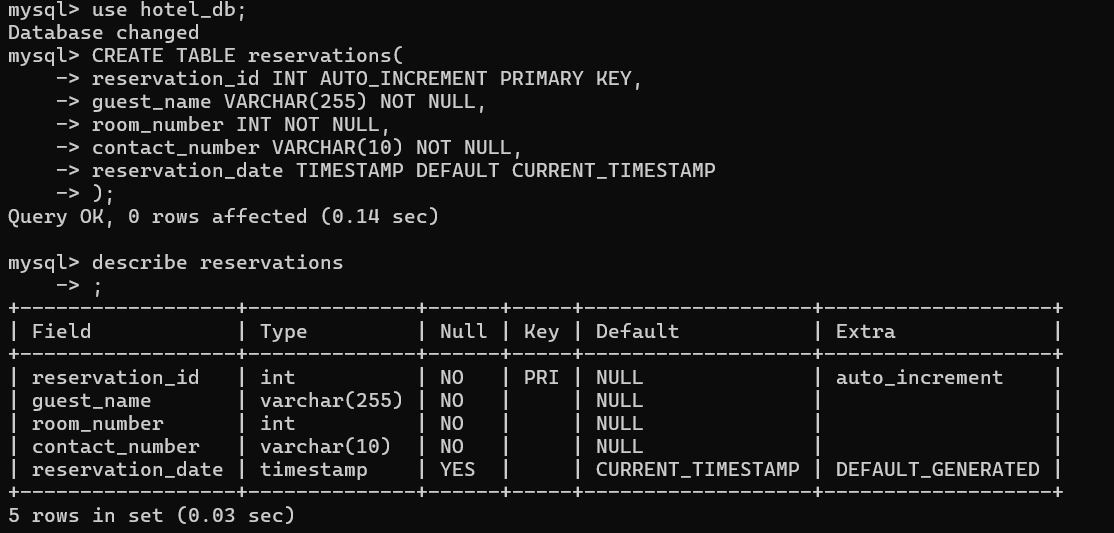 mysql> use hotel_db;
Database changed
mysql> CREATE TABLE reservations(
    -> reservation_id INT AUTO_INCREMENT PRIMARY KEY,
    -> guest_name VARCHAR(255) NOT NULL,
    -> room_number INT NOT NULL,
    -> contact_number VARCHAR(10) NOT NULL,
    -> reservation_date TIMESTAMP DEFAULT CURRENT_TIMESTAMP
    -> );
Query OK, 0 rows affected (0.14 sec)

mysql> describe reservations
    -> ;
+------------------+--------------+------+-----+-------------------+-------------------+
| Field            | Type         | Null | Key | Default           | Extra             |
+------------------+--------------+------+-----+-------------------+-------------------+
| reservation_id   | int          | NO   | PRI | NULL              | auto_increment    |
| guest_name       | varchar(255) | NO   |     | NULL              |                   |
| room_number      | int          | NO   |     | NULL              |                   |
| contact_number   | varchar(10)  | NO   |     | NULL              |                   |
| reservation_date | timestamp    | YES  |     | CURRENT_TIMESTAMP | DEFAULT_GENERATED |
+------------------+--------------+------+-----+-------------------+-------------------+
5 rows in set (0.03 sec)